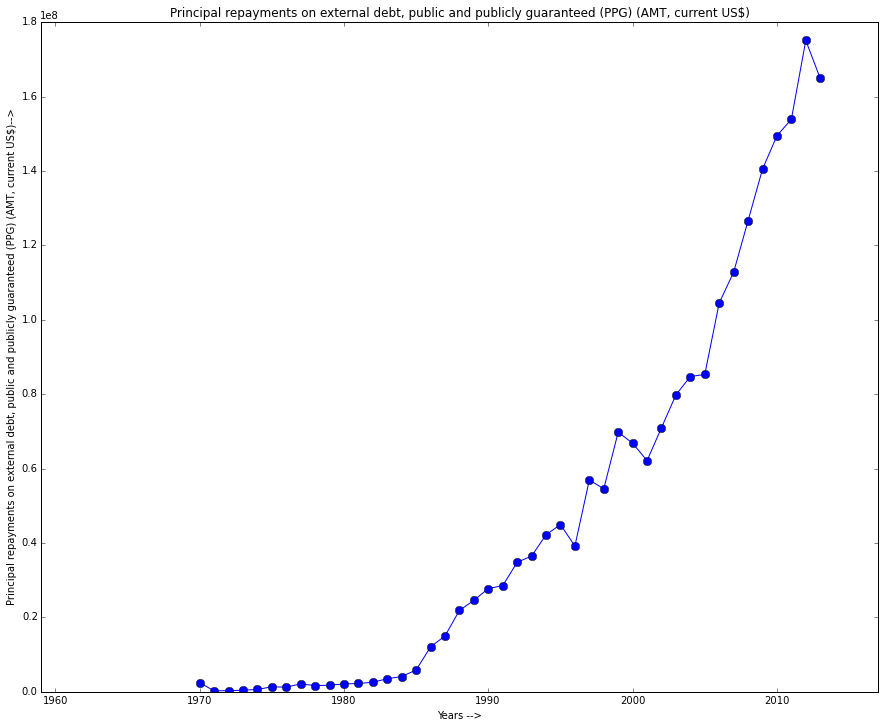 Principal repayments on external debt, public and publicly guaranteed (PPG) (AMT, current US$)
1e8
1.8
1.6
1.4
1.2
1.0
0.8
0.6
0.4
0.2
0.0
Principal repayments on external debt, public and publicly guaranteed (PPG) (AMT, current US$)-->
1960 1970 1980 1990 2000 2010
Years -->